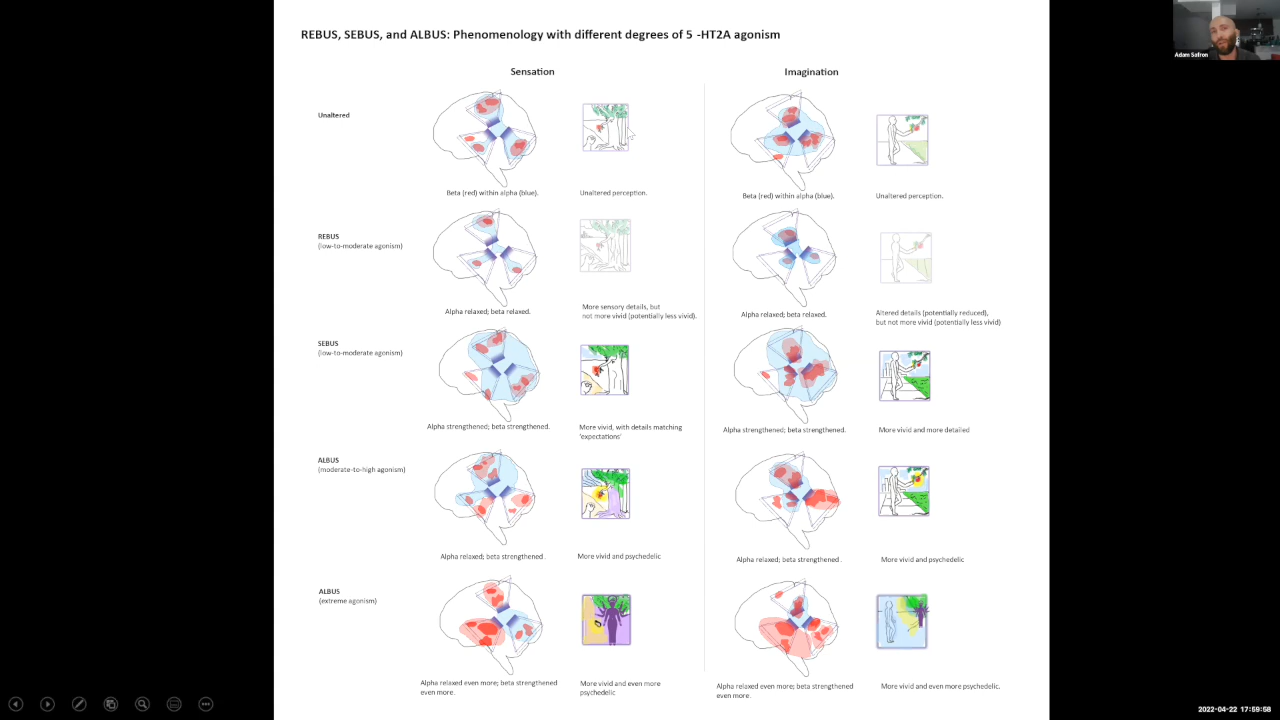 REBUS, SEBUS, and ALBUS: Phenomenology with different degrees of 5 -HT2A agonism
Adam Safron
Sensation
Imagination
Unaltered
Beta (red) within alpha (blue).
Unaltered perception.
Beta (red) within alpha (blue).
Unaltered perception.
REBUS
(low-to-moderate agonism)
Alpha relaxed; beta relaxed.
More sensory details, but
not more vivid (potentially less vivid).
Alpha relaxed; beta relaxed.
Altered details (potentially reduced),
but not more vivid (potentially less vivid)
SEBUS
(low-to-moderate agonism)
Alpha strengthened; beta strengthened.
More vivid, with details matching
'expectations'
Alpha strengthened; beta strengthened.
More vivid and more detailed
ALBUS
(moderate-to-high agonism)
Alpha relaxed; beta strengthened.
More vivid and psychedelic
Alpha relaxed; beta strengthened.
More vivid and psychedelic
ALBUS
(extreme agonism)
Alpha relaxed even more; beta strengthened
even more.
More vivid and even more
psychedelic
Alpha relaxed even more; beta strengthened
even more.
More vivid and even more psychedelic.
2022-04-22 17:59:58